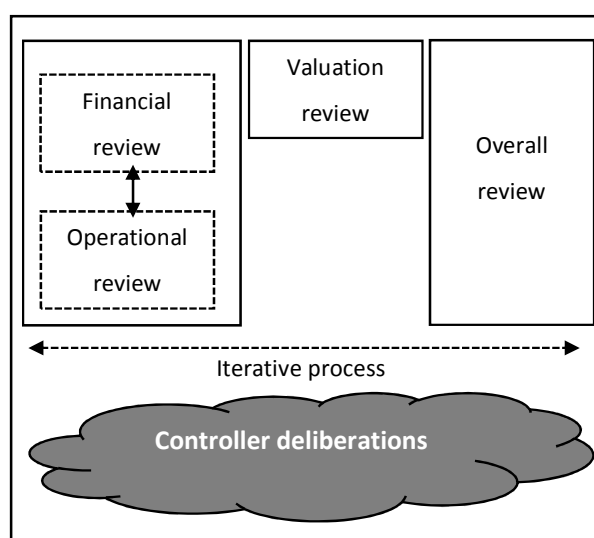 Financial
review
Operational
review
Valuation
review
Overall
review
Iterative process
Controller deliberations